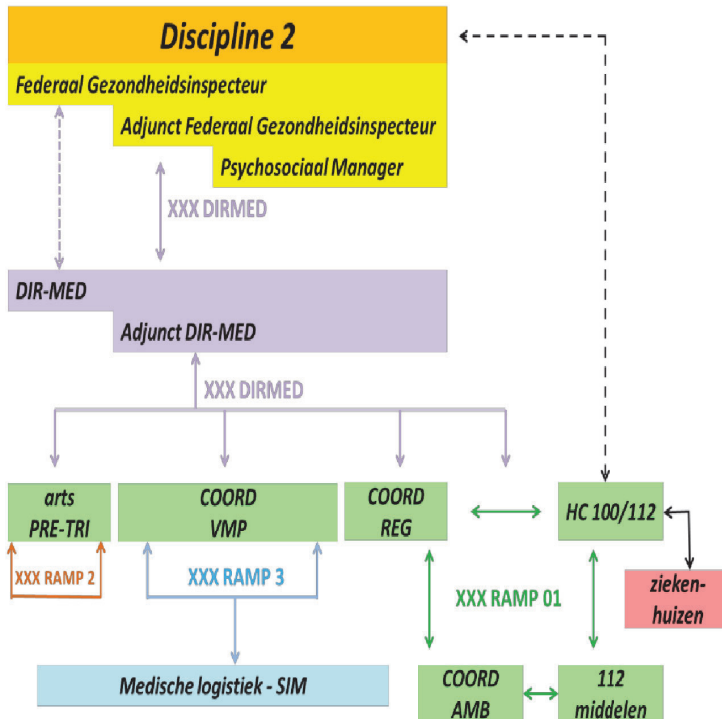 Discipline 2
Federaal Gezondheidsinspecteur
Adjunct Federaal Gezondheidsinspecteur
Psychosociaal Manager
XXX DIRMED
DIR-MED
Adjunct DIR-MED
XXX DIRMED
arts
PRE-TRI
COORD
VMP
COORD
REG
HC 100/112
XXX RAMP 2
XXX RAMP 3
XXX RAMP 01
zieken-
huizen
Medische logistiek - SIM
COORD
AMB
112
middelen